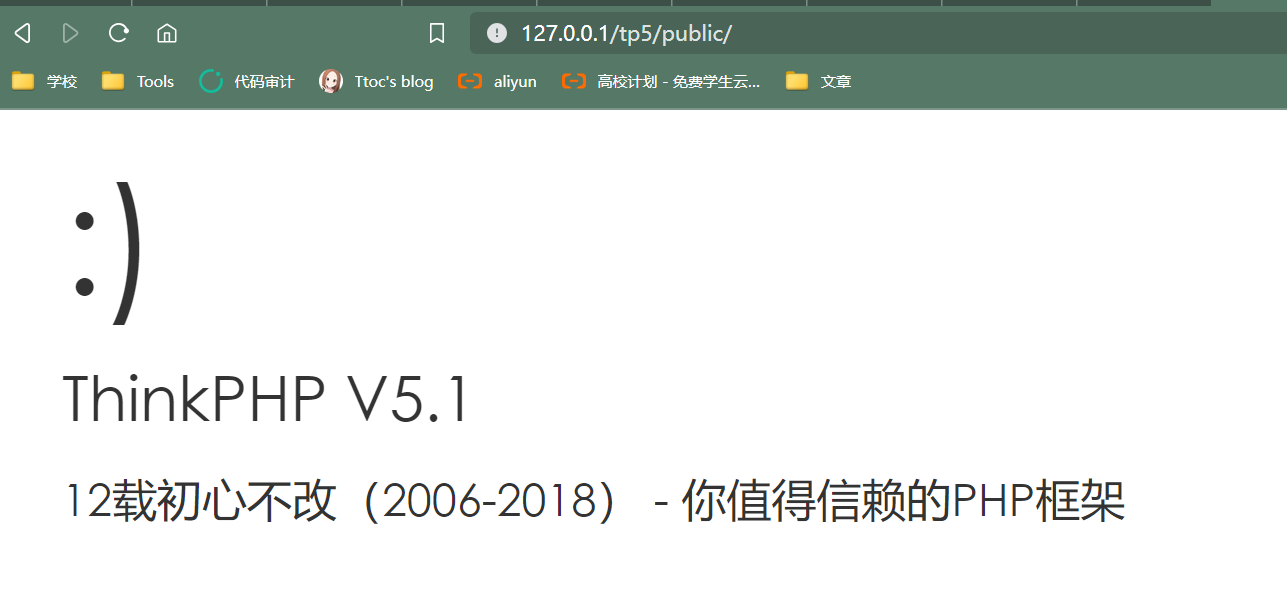 127.0.0.1/tp5/public/
学校 Tools 代码审计 Ttoc's blog aliyun 高校计划 - 免费学生云... 文章
:)
ThinkPHP V5.1
12载初心不改（2006-2018） - 你值得信赖的PHP框架